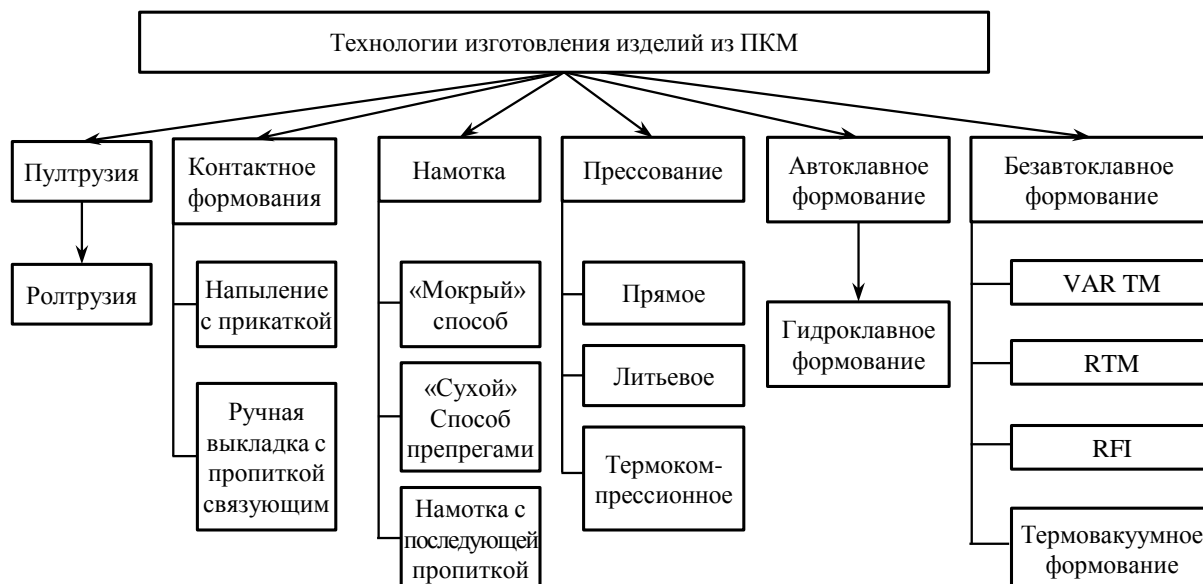 Технологии изготовления изделий из ПКМ
Пултрузия
Ролтрузия
Контактное
формования
Напыление
с прикаткой
Ручная
выкладка с
пропиткой
связующим
Намотка
«Мокрый»
способ
«Сухой»
Способ
препрегами
Намотка с
последующей
пропиткой
Прессование
Прямое
Литьевое
Термоком-
прессионное
Автоклавное
формование
Гидроклавное
формование
Безавтоклавное
формование
VAR TM
RTM
RFI
Термовакуумное
формование